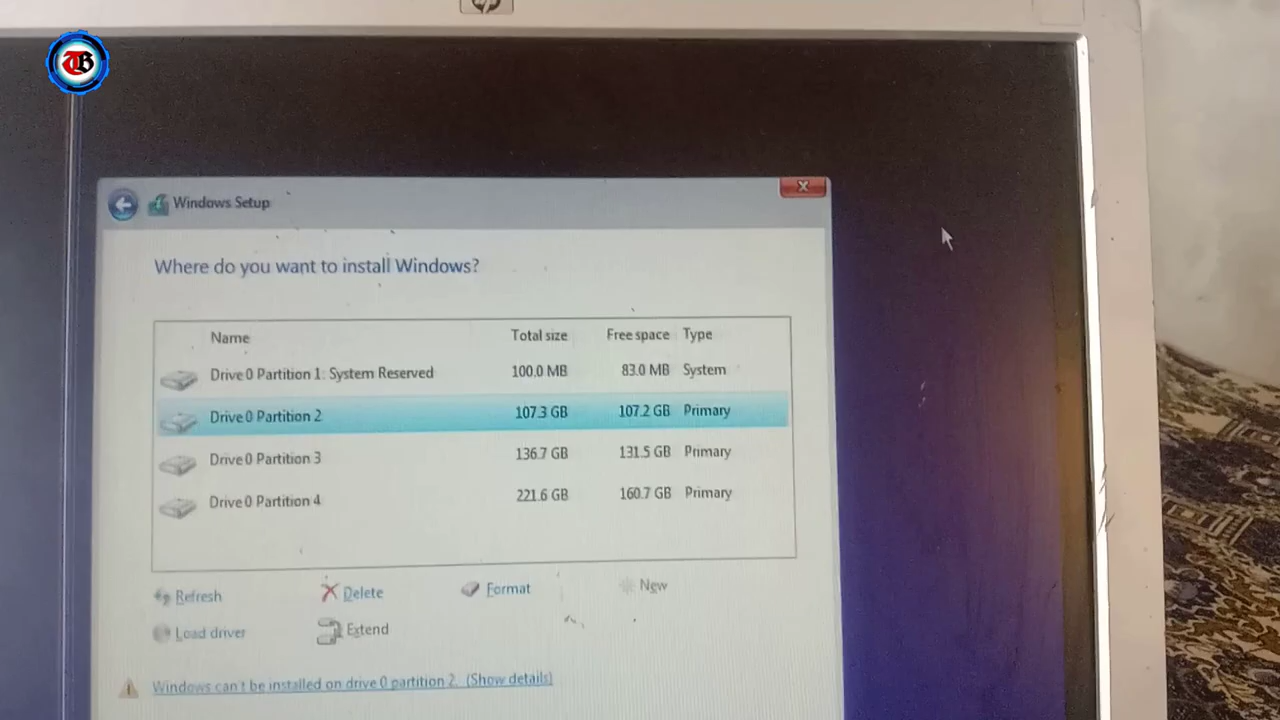 hp
TB
Windows Setup
Where do you want to install Windows?
Name Total size Free space Type
Drive 0 Partition 1: System Reserved 100.0 MB 83.0 MB System
Drive 0 Partition 2 107.3 GB 107.2 GB Primary
Drive 0 Partition 3 136.7 GB 131.5 GB Primary
Drive 0 Partition 4 221.6 GB 160.7 GB Primary
Refresh Delete Format New
Load driver Extend
Windows can't be installed on drive 0 partition 2. (Show details)